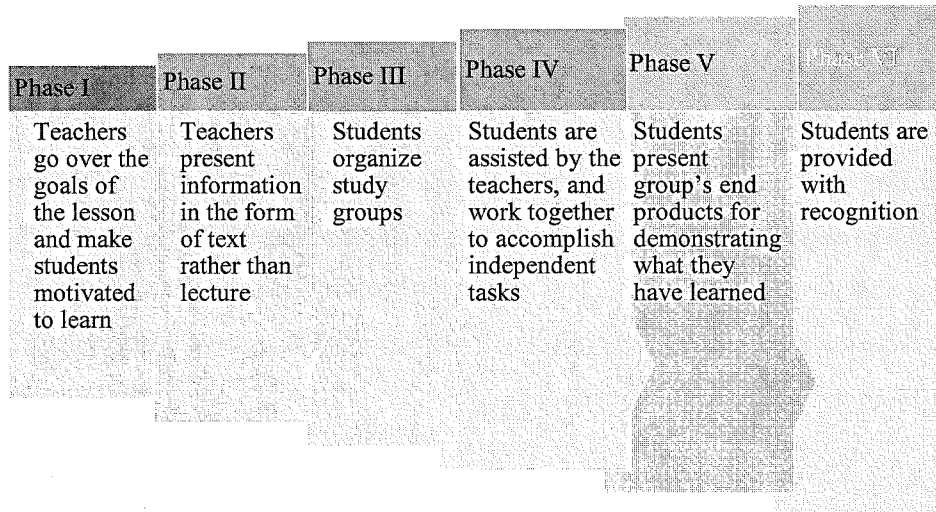 Phase I
Teachers
go over the
goals of
the lesson
and make
students
motivated
to learn
Phase II
Teachers
present
information
in the form
of text
rather than
lecture
Phase III
Students
organize
study
groups
Phase IV
Students are
assisted by the
teachers, and
work together
to accomplish
independent
tasks
Phase V
Students
present
group's end
products for
demonstrating
what they
have learned
Phase VI
Students are
provided
with
recognition